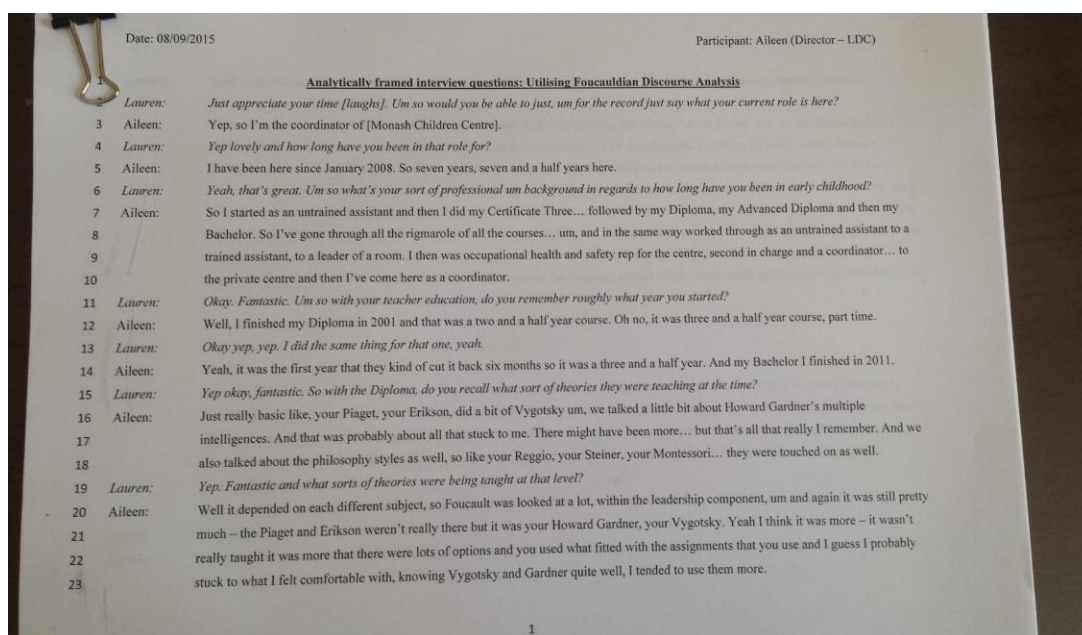 Date: 08/09/2015 Participant: Aileen (Director – LDC)
1 Analytically framed interview questions: Utilising Foucauldian Discourse Analysis
2 Lauren: Just appreciate your time [laughs]. Um so would you be able to just, um for the record just say what your current role is here?
3 Aileen: Yep, so I'm the coordinator of [Monash Children Centre].
4 Lauren: Yep lovely and how long have you been in that role for?
5 Aileen: I have been here since January 2008. So seven years, seven and a half years here.
6 Lauren: Yeah, that's great. Um so what's your sort of professional um background in regards to how long have you been in early childhood?
7 Aileen: So I started as an untrained assistant and then I did my Certificate Three… followed by my Diploma, my Advanced Diploma and then my
8 Bachelor. So I've gone through all the rigmarole of all the courses… um, and in the same way worked through as an untrained assistant to a
9 trained assistant, to a leader of a room. I then was occupational health and safety rep for the centre, second in charge and a coordinator… to
10 the private centre and then I've come here as a coordinator.
11 Lauren: Okay. Fantastic. Um so with your teacher education, do you remember roughly what year you started?
12 Aileen: Well, I finished my Diploma in 2001 and that was a two and a half year course. Oh no, it was three and a half year course, part time.
13 Lauren: Okay yep, yep. I did the same thing for that one, yeah.
14 Aileen: Yeah, it was the first year that they kind of cut it back six months so it was a three and a half year. And my Bachelor I finished in 2011.
15 Lauren: Yep okay, fantastic. So with the Diploma, do you recall what sort of theories they were teaching at the time?
16 Aileen: Just really basic like, your Piaget, your Erikson, did a bit of Vygotsky um, we talked a little bit about Howard Gardner's multiple
17 intelligences. And that was probably about all that stuck to me. There might have been more… but that's all that really I remember. And we
18 also talked about the philosophy styles as well, so like your Reggio, your Steiner, your Montessori… they were touched on as well.
19 Lauren: Yep. Fantastic and what sorts of theories were being taught at that level?
20 Aileen: Well it depended on each different subject, so Foucault was looked at a lot, within the leadership component, um and again it was still pretty
21 much – the Piaget and Erikson weren't really there but it was your Howard Gardner, your Vygotsky. Yeah I think it was more – it wasn't
22 really taught it was more that there were lots of options and you used what fitted with the assignments that you use and I guess I probably
23 stuck to what I felt comfortable with, knowing Vygotsky and Gardner quite well, I tended to use them more.
1